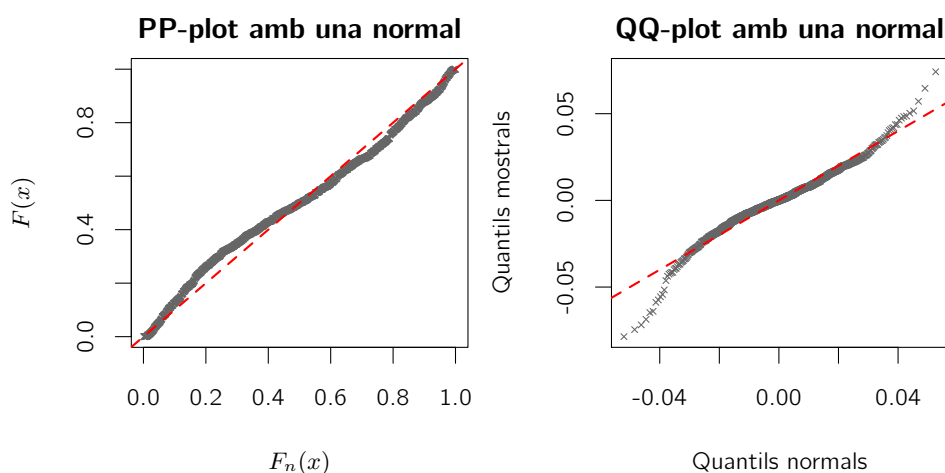 PP-plot amb una normal
F(x)
0.0 0.4 0.8
0.0 0.2 0.4 0.6 0.8 1.0
F_n(x)
QQ-plot amb una normal
Quantils mostrals
-0.05 0.00 0.05
-0.04 0.00 0.04
Quantils normals